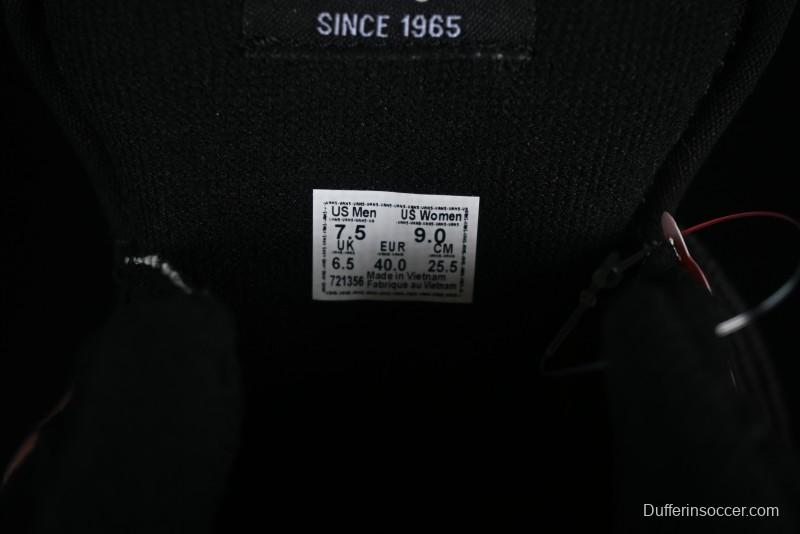 SINCE 1965
US Men US Women
7.5 9.0
UK EUR CM
6.5 40.0 25.5
721356 Made in Vietnam
Fabrique au Vietnam
Dufferinsoccer.com